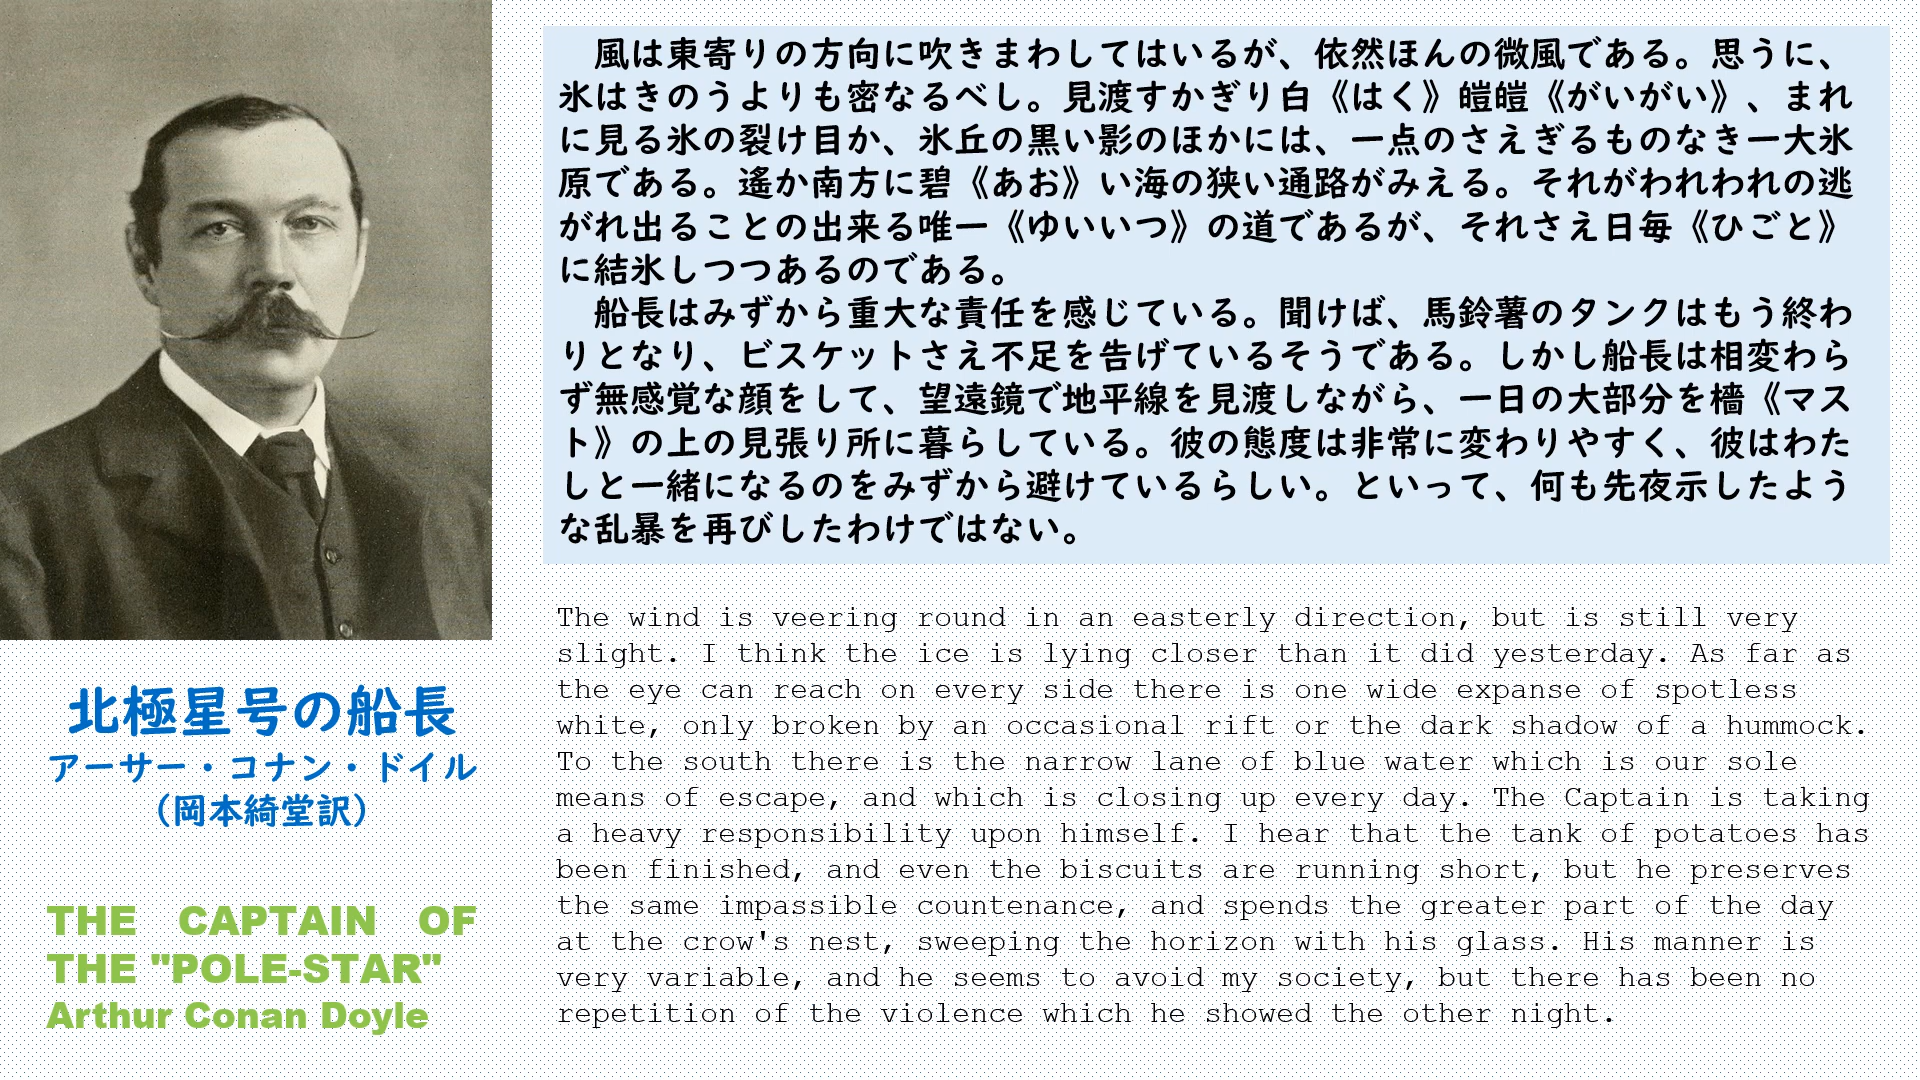 風は東寄りの方向に吹きまわしてはいるが、依然ほんの微風である。思うに、
氷はきのうよりも密なるべし。見渡すかぎり白《はく》皚皚《がいがい》、まれ
に見る氷の裂け目か、氷丘の黒い影のほかには、一点のさえぎるものなき一大氷
原である。遙か南方に碧《あお》い海の狭い通路がみえる。それがわれわれの逃
がれ出ることの出来る唯一《ゆいいつ》の道であるが、それさえ日毎《ひごと》
に結氷しつつあるのである。
　船長はみずから重大な責任を感じている。聞けば、馬鈴薯のタンクはもう終わ
りとなり、ビスケットさえ不足を告げているそうである。しかし船長は相変わら
ず無感覚な顔をして、望遠鏡で地平線を見渡しながら、一日の大部分を檣《マス
ト》の上の見張り所に暮らしている。彼の態度は非常に変わりやすく、彼はわた
しと一緒になるのをみずから避けているらしい。といって、何も先夜示したよう
な乱暴を再びしたわけではない。
The wind is veering round in an easterly direction, but is still very
slight. I think the ice is lying closer than it did yesterday. As far as
the eye can reach on every side there is one wide expanse of spotless
white, only broken by an occasional rift or the dark shadow of a hummock.
To the south there is the narrow lane of blue water which is our sole
means of escape, and which is closing up every day. The Captain is taking
a heavy responsibility upon himself. I hear that the tank of potatoes has
been finished, and even the biscuits are running short, but he preserves
the same impassible countenance, and spends the greater part of the day
at the crow's nest, sweeping the horizon with his glass. His manner is
very variable, and he seems to avoid my society, but there has been no
repetition of the violence which he showed the other night.
北極星号の船長
アーサー・コナン・ドイル
（岡本綺堂訳）
THE CAPTAIN OF
THE "POLE-STAR"
Arthur Conan Doyle